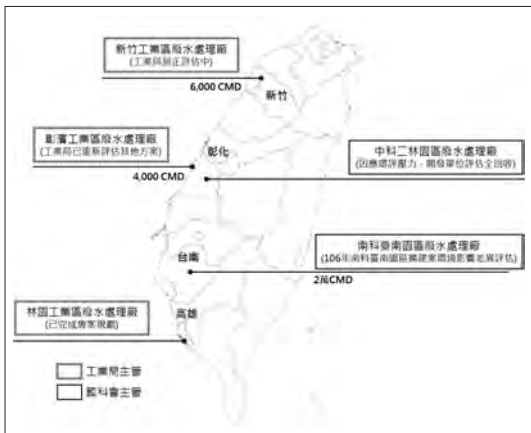 新竹工業區廢水處理廠
(工業局刻正評估中)
6,000 CMD
新竹
彰濱工業區廢水處理廠
(工業局已重新評估其他方案)
4,000 CMD
彰化
中科二林園區廢水處理廠
(因應環評壓力，開發單位評估全回收)
台南
南科臺南園區廢水處理廠
(106年南科臺南園區擴建案環境影響差異評估)
2萬CMD
林園工業區廢水處理廠
(已完成專案規劃)
高雄
工業局主管
國科會主管